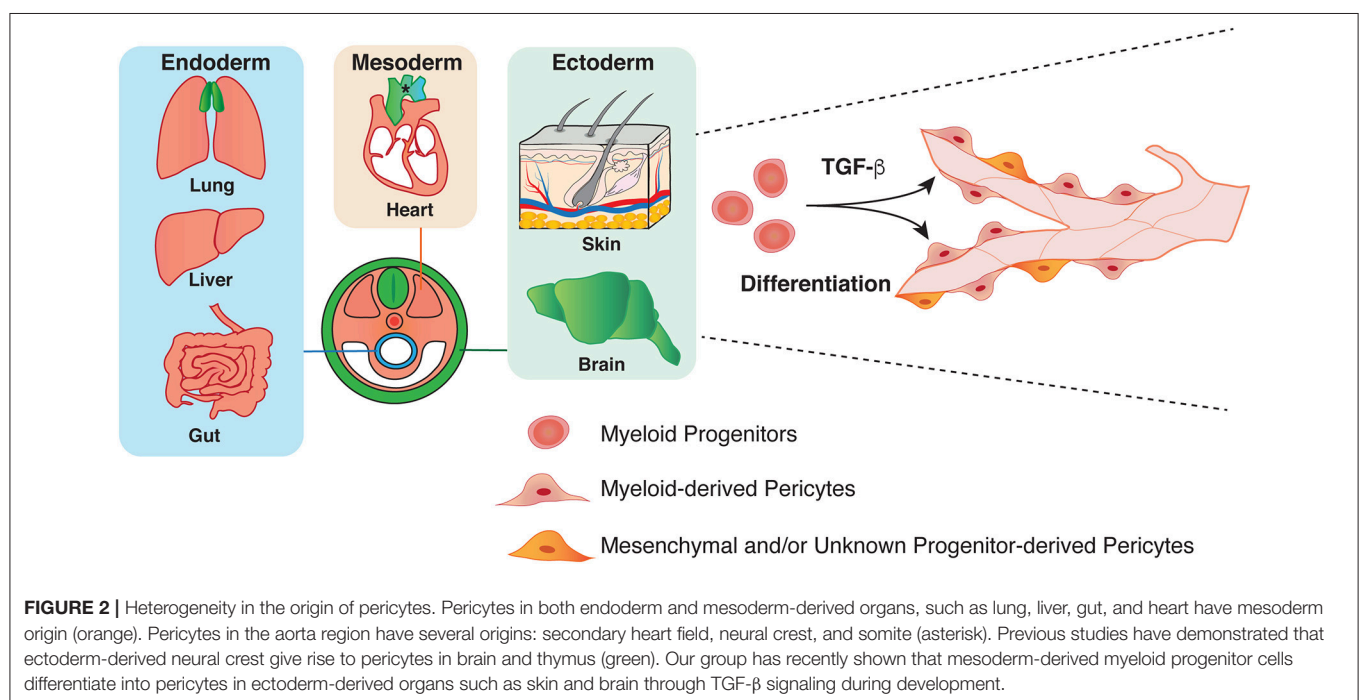 Endoderm
Lung
Liver
Gut
Mesoderm
*
Heart
Ectoderm
Skin
Brain
TGF-β
Differentiation
Myeloid Progenitors
Myeloid-derived Pericytes
Mesenchymal and/or Unknown Progenitor-derived Pericytes
FIGURE 2 | Heterogeneity in the origin of pericytes. Pericytes in both endoderm and mesoderm-derived organs, such as lung, liver, gut, and heart have mesoderm
origin (orange). Pericytes in the aorta region have several origins: secondary heart field, neural crest, and somite (asterisk). Previous studies have demonstrated that
ectoderm-derived neural crest give rise to pericytes in brain and thymus (green). Our group has recently shown that mesoderm-derived myeloid progenitor cells
differentiate into pericytes in ectoderm-derived organs such as skin and brain through TGF-β signaling during development.